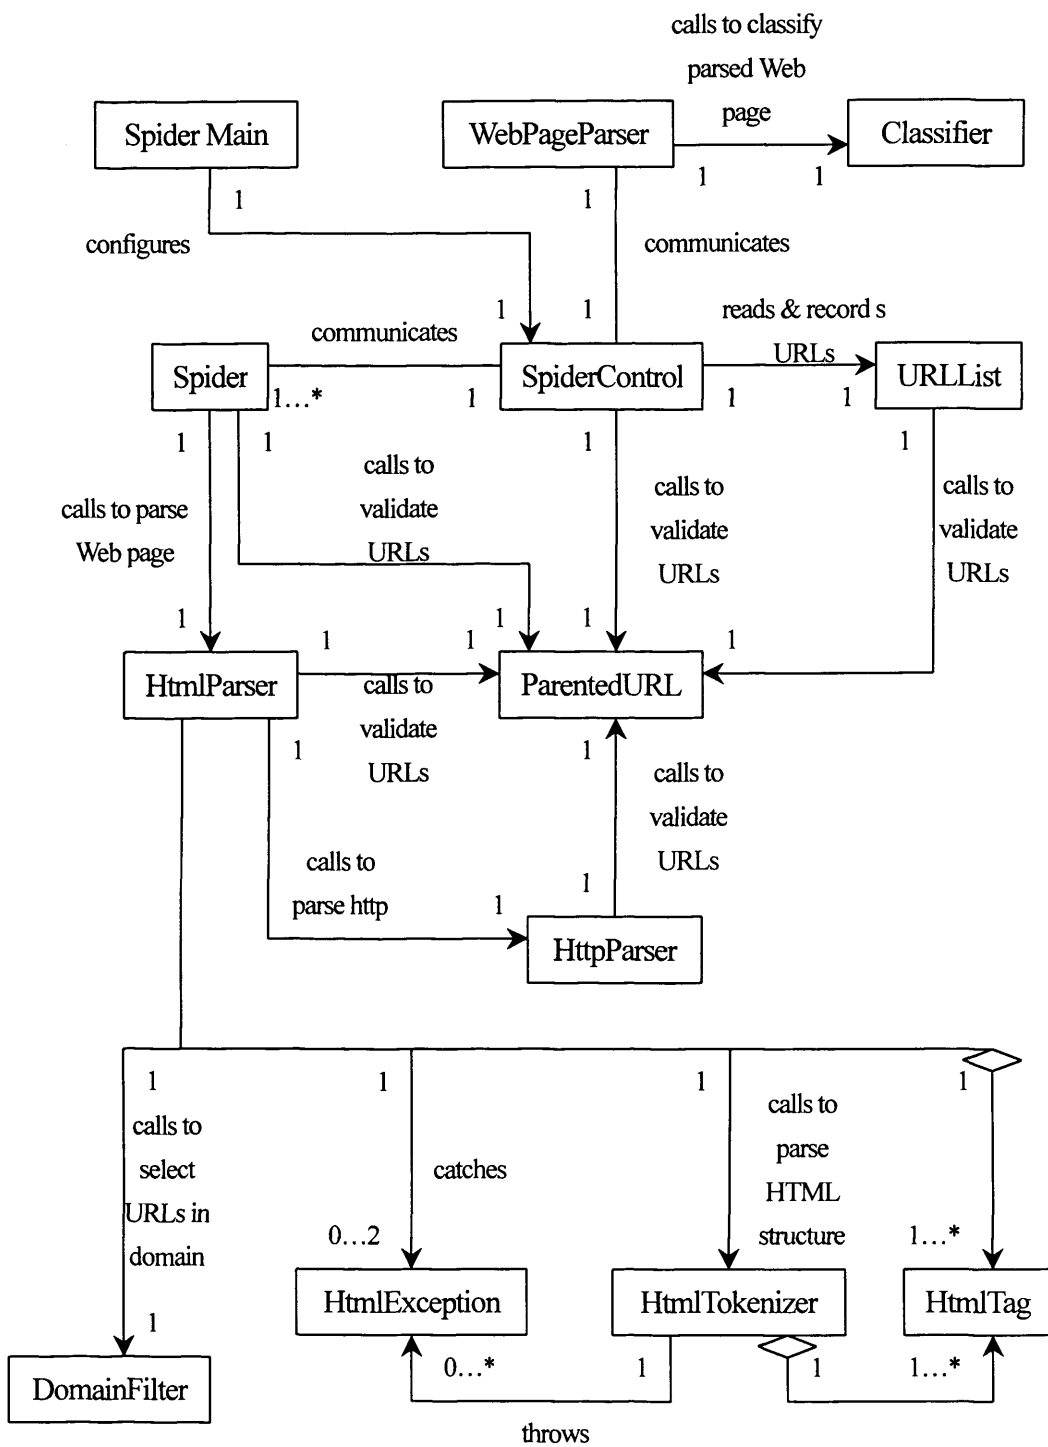 calls to classify
parsed Web
page
Spider Main
WebPageParser
Classifier
1
1
1
1
configures
communicates
1
1
reads & record s
URLs
communicates
Spider
SpiderControl
URLList
1...*
1
1
1
1
1
1
1
calls to
validate
URLs
calls to
validate
URLs
calls to
validate
URLs
calls to parse
Web page
1
1
1
1
1
1
HtmlParser
ParentedURL
calls to
validate
URLs
1
1
calls to
validate
URLs
calls to
parse http
1
1
HttpParser
1
1
1
1
calls to
select
URLs in
domain
catches
calls to
parse
HTML
structure
0...2
1...*
1
HtmlException
HtmlTokenizer
HtmlTag
0...*
1
1
1...*
DomainFilter
throws